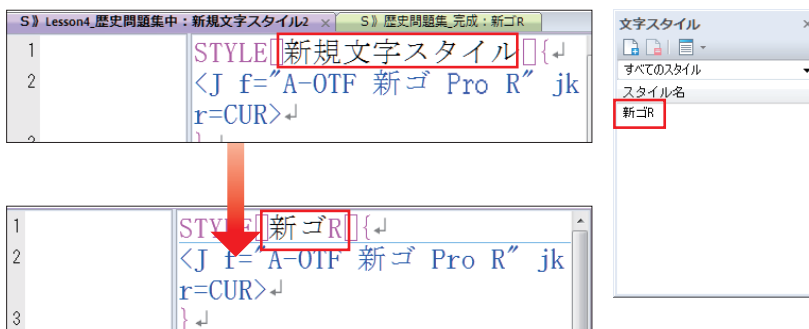 S》Lesson4_歴史問題集中：新規文字スタイル2 ×
S》歴史問題集_完成：新ゴR
1 STYLE[新規文字スタイル]{↲
2 <J f="A-OTF 新ゴ Pro R" jk
r=CUR>↲
1 STYLE[新ゴR]{↲
2 <J f="A-OTF 新ゴ Pro R" jk
r=CUR>↲
3 }↲
文字スタイル ×
すべてのスタイル
スタイル名
新ゴR